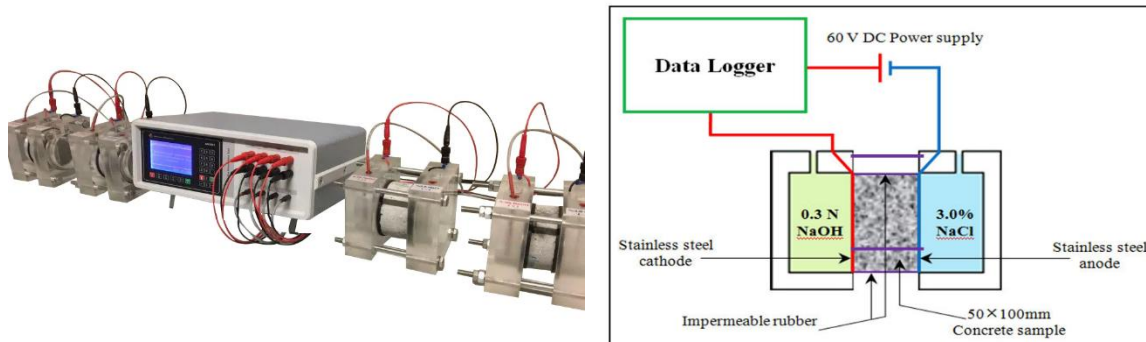 60 V DC Power supply
Data Logger
0.3 N
NaOH
3.0%
NaCl
Stainless steel
cathode
Stainless steel
anode
Impermeable rubber
50×100mm
Concrete sample